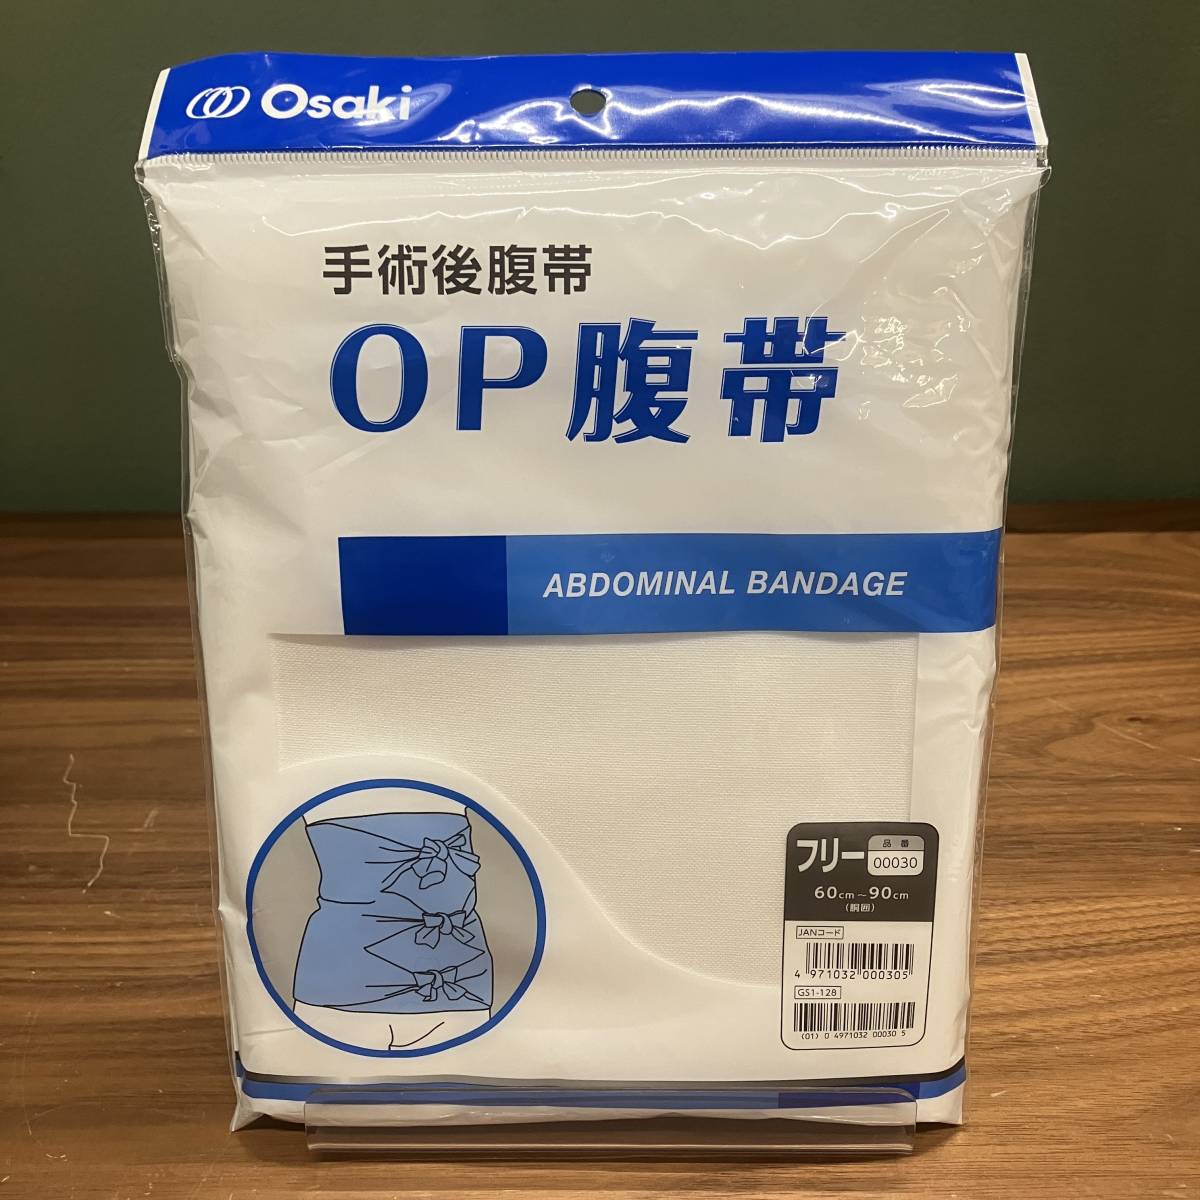 Osaki
手術後腹帯
OP腹帯
ABDOMINAL BANDAGE
フリー
品番
00030
60cm~90cm
(胴囲)
JANコード
4 971032 000305
GS1-128
(01) 0 4971032 00030 5